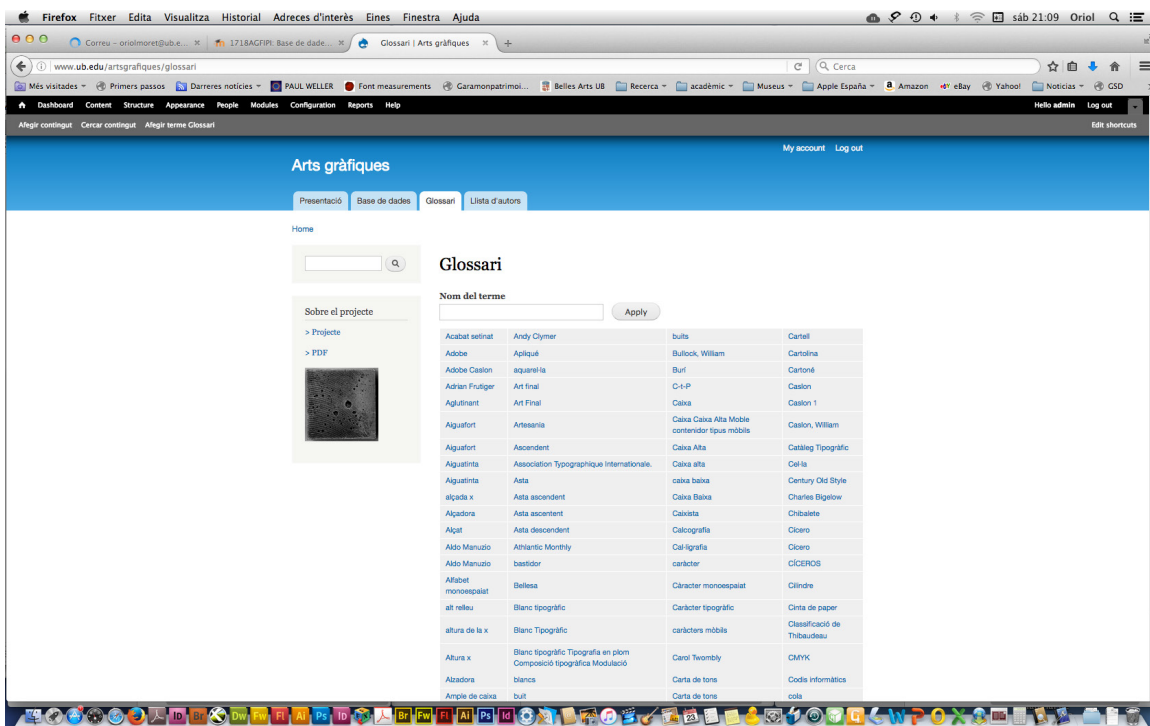 Firefox Fitxer Edita Visualitza Historial Adreces d'interès Eines Finestra Ajuda
sáb 21:09 Oriol
Correu – oriolmoret@ub.e...
1718AGFIPI: Base de dade...
Glossari | Arts gràfiques
www.ub.edu/artsgrafiques/glossari
Cerca
Més visitades Primers passos Darreres notícies PAUL WELLER Font measurements Garamonpatrimoi... Belles Arts UB Recerca acadèmic Museus Apple España Amazon eBay Yahoo! Noticias GSD
Dashboard Content Structure Appearance People Modules Configuration Reports Help
Hello admin Log out
Afegir contingut Cercar contingut Afegir terme Glossari
Edit shortcuts
My account Log out
Arts gràfiques
Presentació Base de dades Glossari Llista d'autors
Home
Sobre el projecte
> Projecte
> PDF
Glossari
Nom del terme
Apply
Acabat setinat Andy Clymer buits Cartell
Adobe Apliqué Bullock, William Cartolina
Adobe Caslon aquarel·la Burí Cartoné
Adrian Frutiger Art final C-t-P Caslon
Aglutinant Art Final Caixa Caslon 1
Aiguafort Artesania Caixa Caixa Alta Moble contenidor tipus mòbils Caslon, William
Aiguafort Ascendent Caixa Alta Catàleg Tipogràfic
Aiguatinta Association Typographique Internationale. Caixa alta Cel·la
Aiguatinta Asta caixa baixa Century Old Style
alçada x Asta ascendent Caixa Baixa Charles Bigelow
Alçadora Asta ascentent Caixista Chibalete
Alçat Asta descendent Calcografia Cícero
Aldo Manuzio Athlantic Monthly Cal·ligrafia Cícero
Aldo Manuzio bastidor caràcter CÍCEROS
Alfabet monoespaiat Bellesa Càracter monoespaiat Cilindre
alt relleu Blanc tipogràfic Caràcter tipogràfic Cinta de paper
altura de la x Blanc Tipogràfic caràcters mòbils Classificació de Thibaudeau
Altura x Blanc tipogràfic Tipografia en plom Composició tipogràfica Modulació Carol Twombly CMYK
Alzadora blancs Carta de tons Codis informàtics
Ample de caixa buit Carta de tons cola